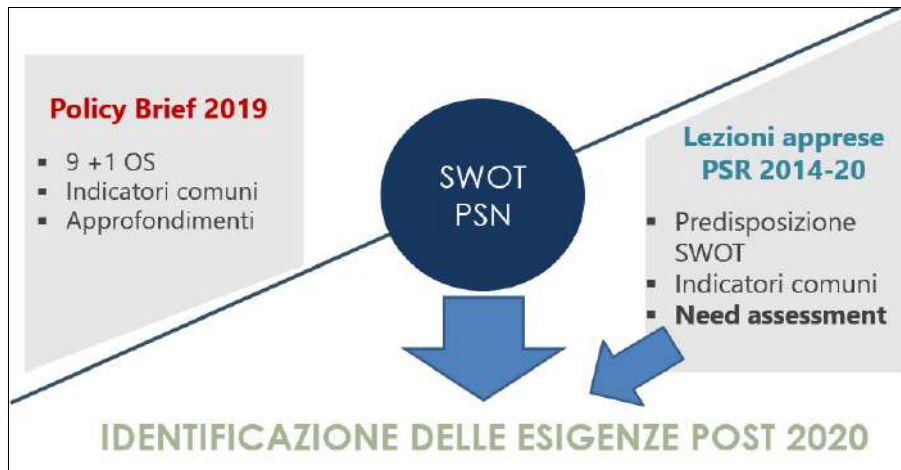 Policy Brief 2019
▪ 9 +1 OS
▪ Indicatori comuni
▪ Approfondimenti
SWOT
PSN
Lezioni apprese
PSR 2014-20
▪ Predisposizione
SWOT
▪ Indicatori comuni
▪ Need assessment
IDENTIFICAZIONE DELLE ESIGENZE POST 2020